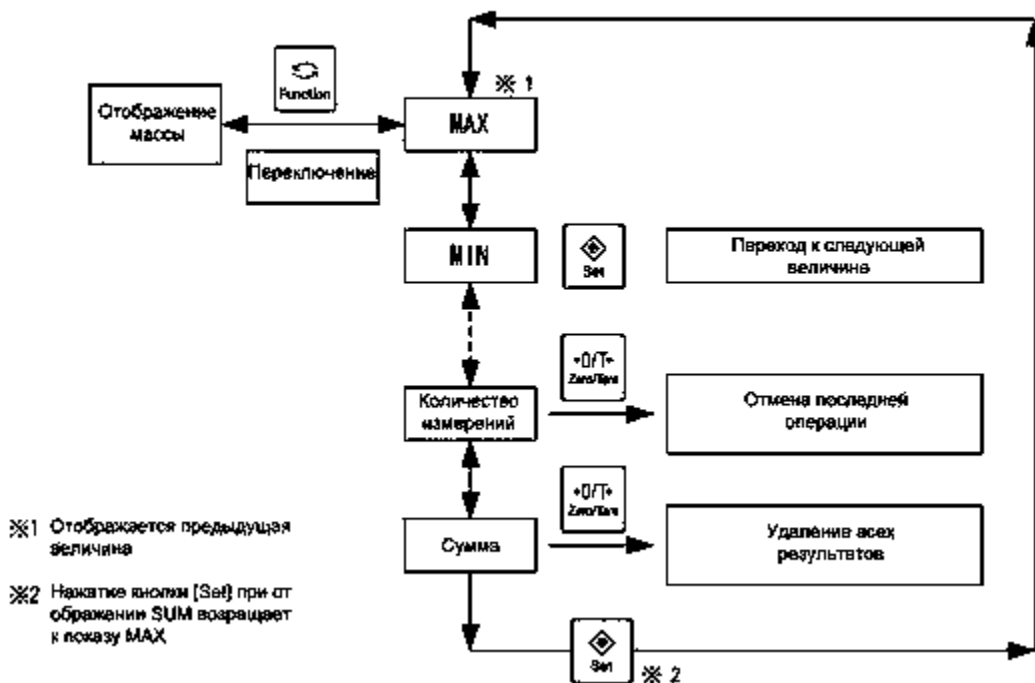 ※ 1
Function
Отображение
массы
MAX
Переключение
MIN
Set
Переход к следующей
величине
Количество
измерений
•0/T•
Zero/Tare
Отмена последней
операции
Сумма
•0/T•
Zero/Tare
Удаление всех
результатов
※1 Отображается предыдущая
величина
※2 Нажатие кнопки [Set] при от
ображении SUM возращает
к показу MAX
Set
※ 2